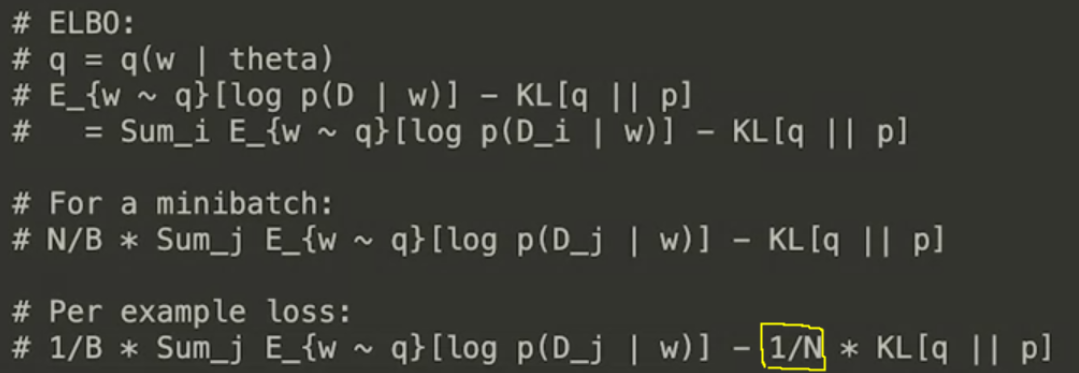 # ELBO:
# q = q(w | theta)
# E_{w ~ q}[log p(D | w)] - KL[q || p]
#   = Sum_i E_{w ~ q}[log p(D_i | w)] - KL[q || p]
# For a minibatch:
# N/B * Sum_j E_{w ~ q}[log p(D_j | w)] - KL[q || p]
# Per example loss:
# 1/B * Sum_j E_{w ~ q}[log p(D_j | w)] - 1/N * KL[q || p]